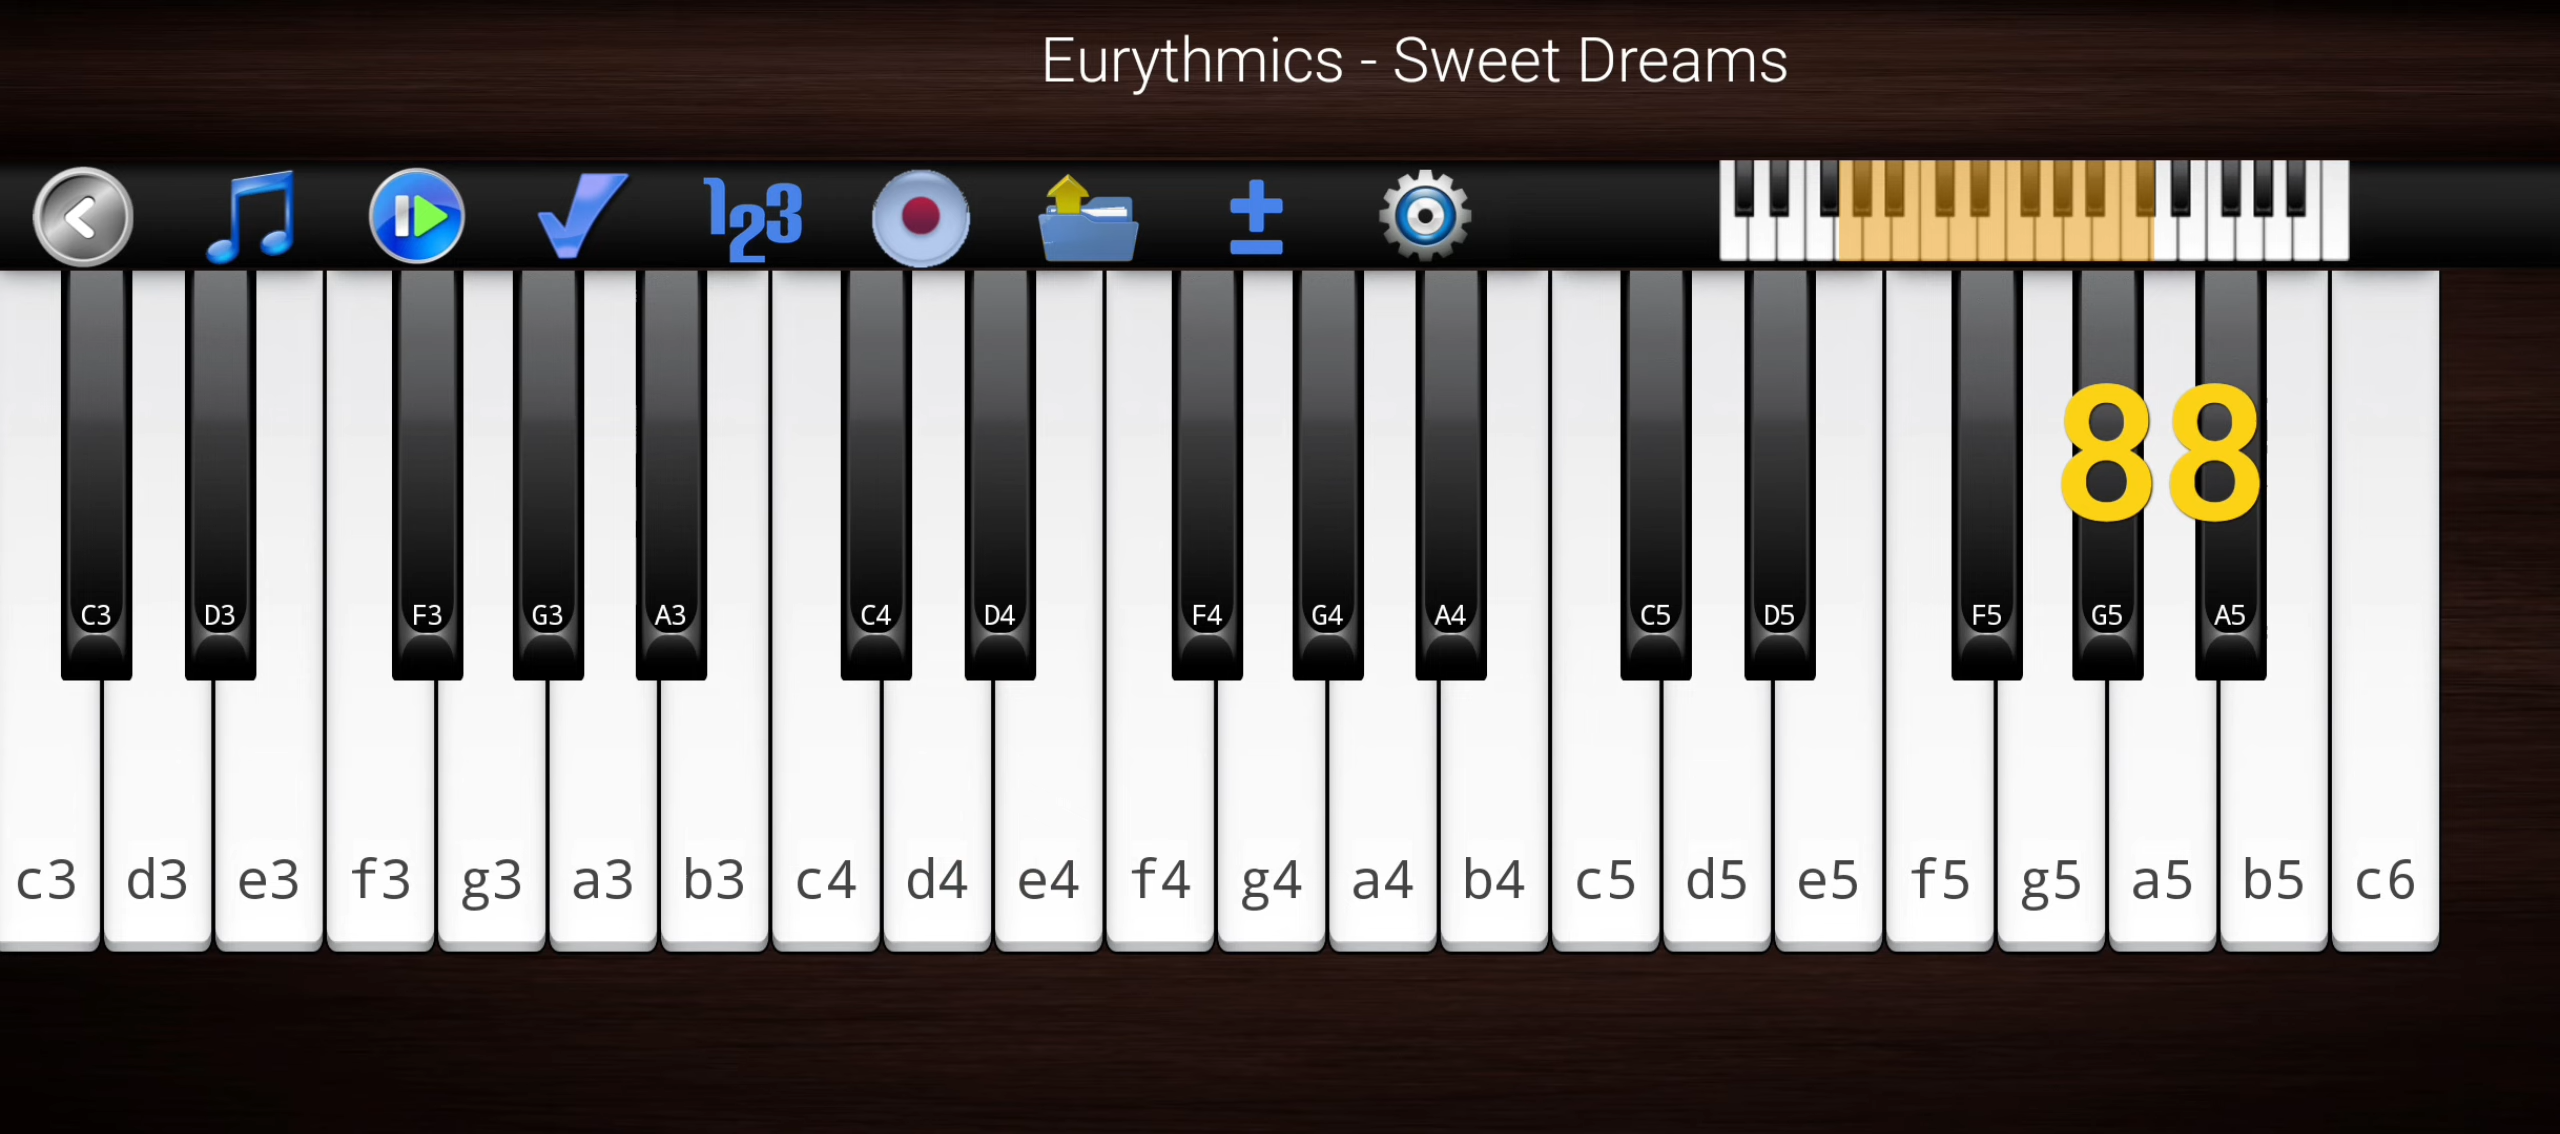 Eurythmics - Sweet Dreams
123
88
C3 D3 F3 G3 A3 C4 D4 F4 G4 A4 C5 D5 F5 G5 A5
c3 d3 e3 f3 g3 a3 b3 c4 d4 e4 f4 g4 a4 b4 c5 d5 e5 f5 g5 a5 b5 c6